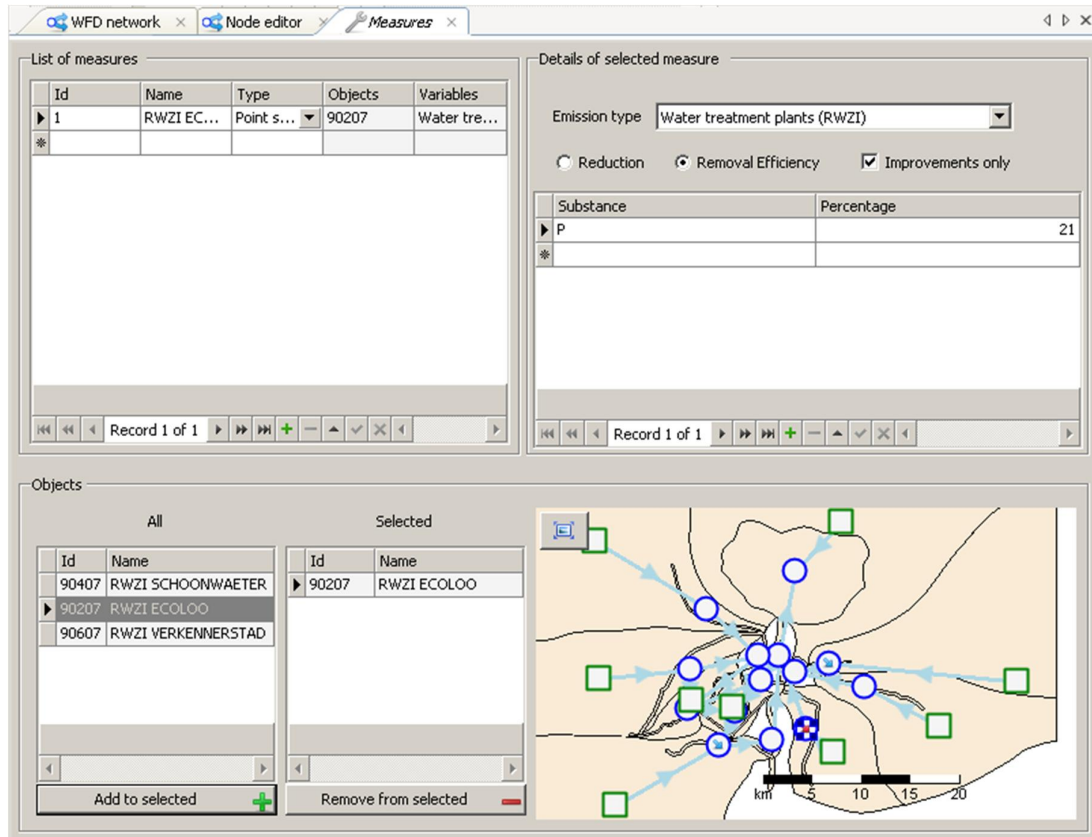 WFD network Node editor Measures
List of measures
Id Name Type Objects Variables
1 RWZI EC... Point s... 90207 Water tre...
Record 1 of 1
Details of selected measure
Emission type Water treatment plants (RWZI)
Reduction Removal Efficiency Improvements only
Substance Percentage
P 21
Record 1 of 1
Objects
All
Id Name
90407 RWZI SCHOONWAETER
90207 RWZI ECOLOO
90607 RWZI VERKENNERSTAD
Add to selected
Selected
Id Name
90207 RWZI ECOLOO
Remove from selected
km 5 10 15 20